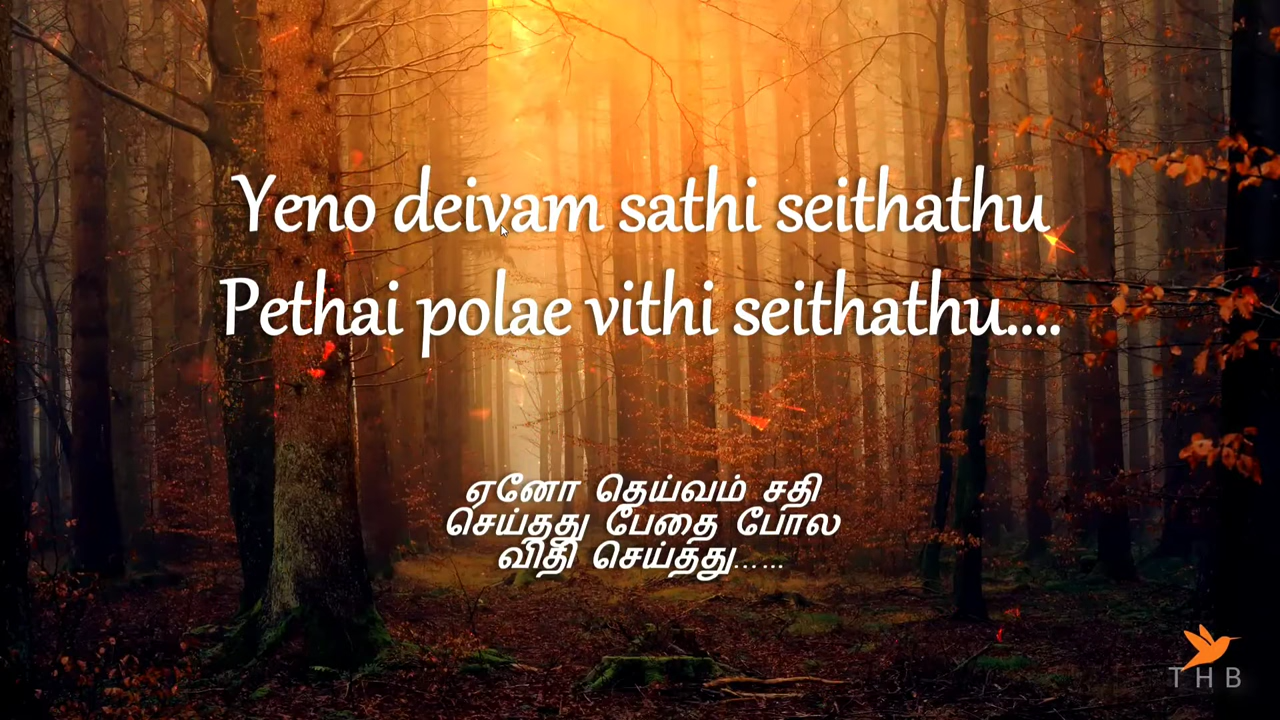 Yeno deivam sathi seithathu
Pethai polae vithi seithathu....
ஏனோ தெய்வம் சதி
செய்தது பேதை போல
விதி செய்தது......
THB